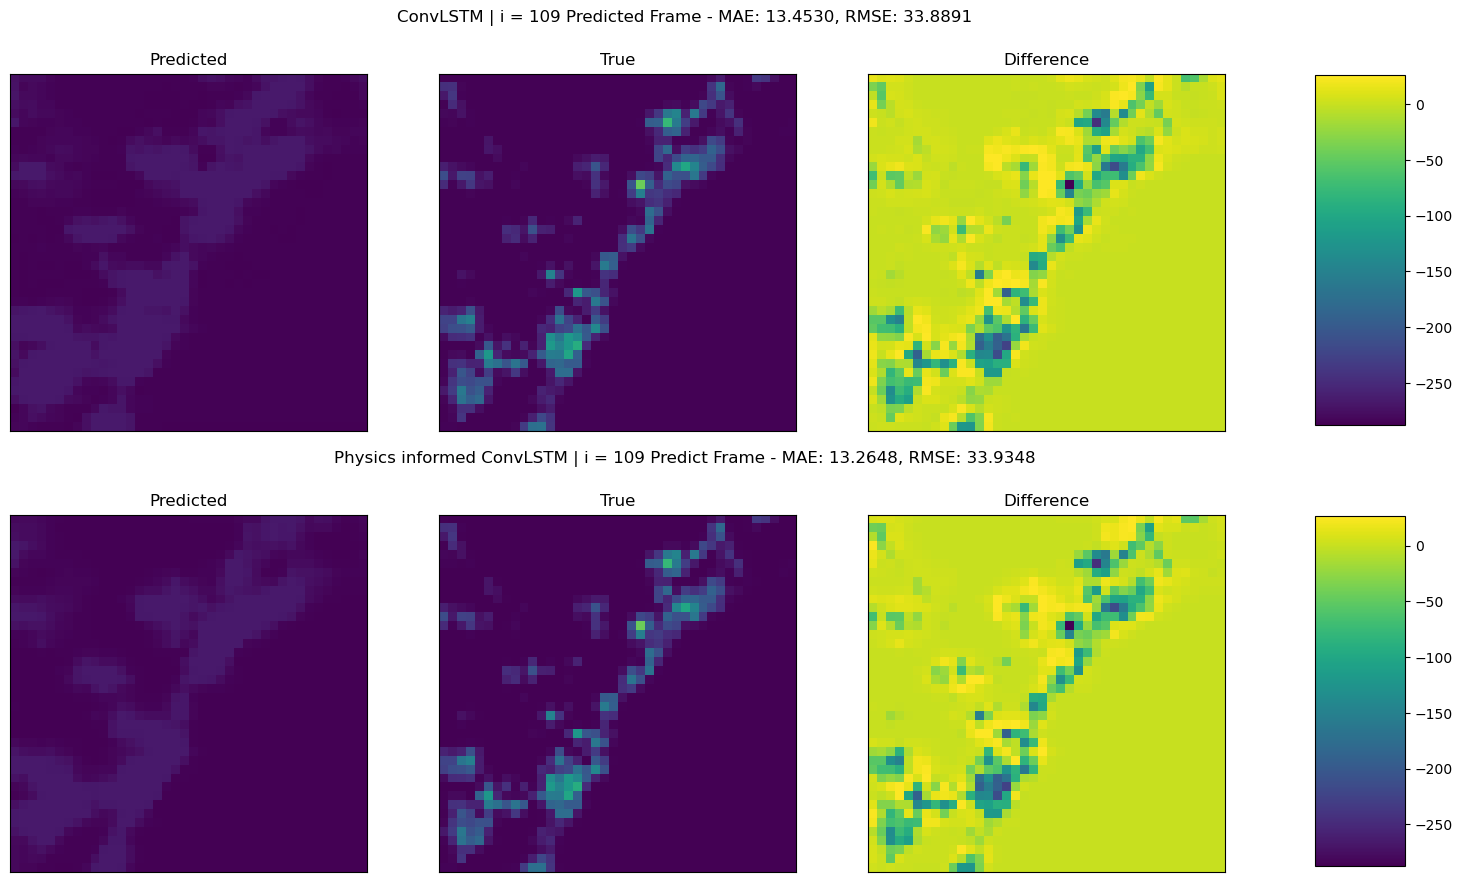 ConvLSTM | i = 109 Predicted Frame - MAE: 13.4530, RMSE: 33.8891
Predicted
True
Difference
0
−50
−100
−150
−200
−250
Physics informed ConvLSTM | i = 109 Predict Frame - MAE: 13.2648, RMSE: 33.9348
Predicted
True
Difference
0
−50
−100
−150
−200
−250